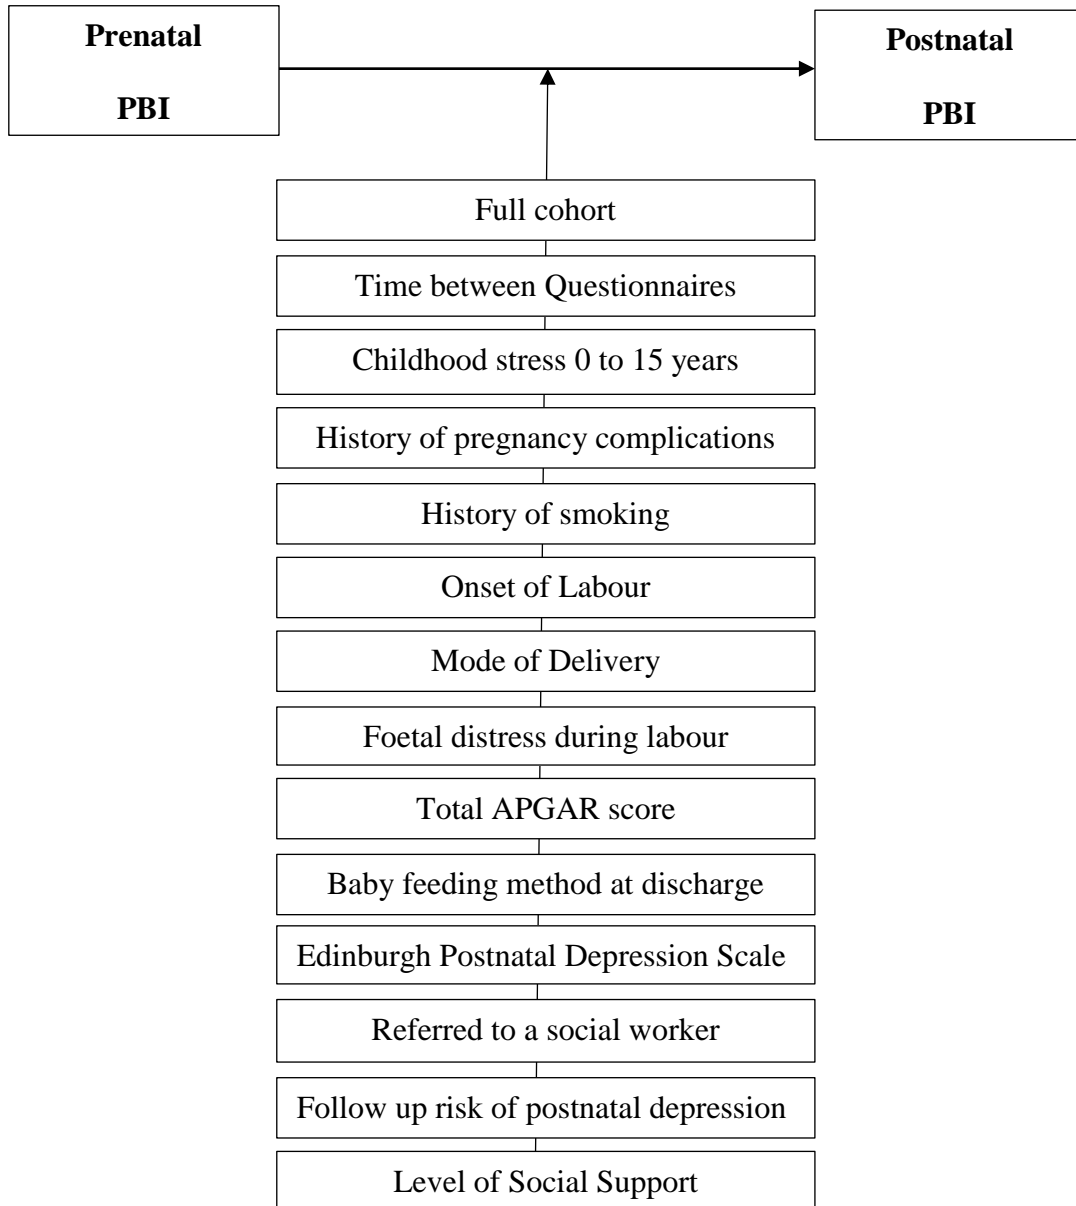 Prenatal
PBI
Postnatal
PBI
Full cohort
Time between Questionnaires
Childhood stress 0 to 15 years
History of pregnancy complications
History of smoking
Onset of Labour
Mode of Delivery
Foetal distress during labour
Total APGAR score
Baby feeding method at discharge
Edinburgh Postnatal Depression Scale
Referred to a social worker
Follow up risk of postnatal depression
Level of Social Support